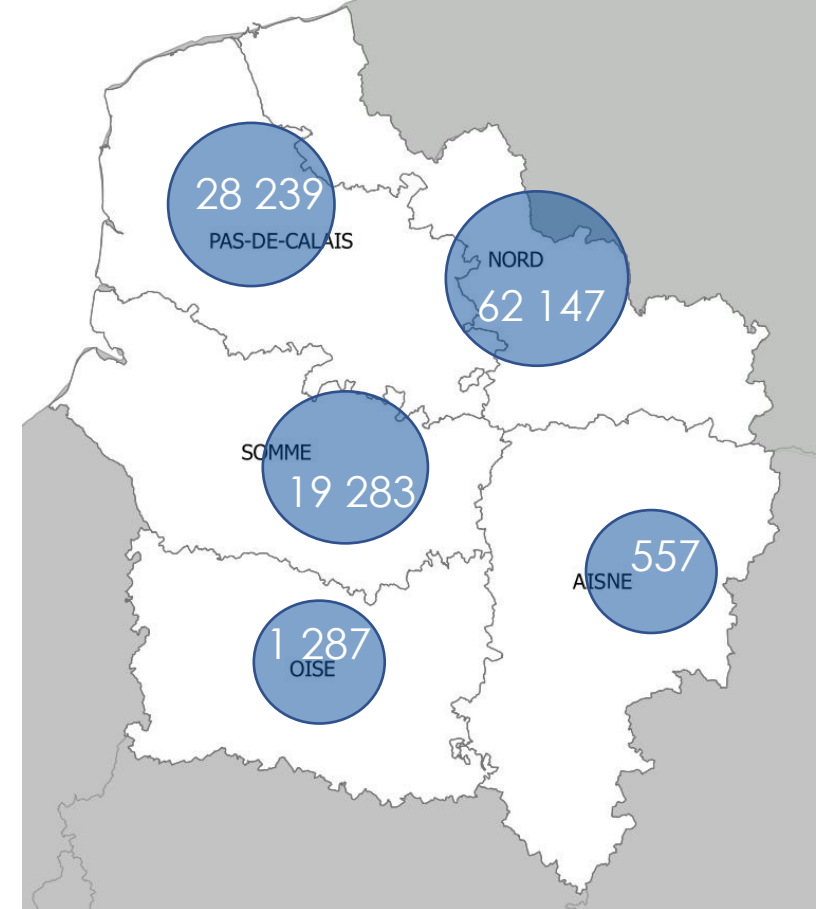 28 239
PAS-DE-CALAIS
NORD
62 147
SOMME
19 283
557
AISNE
1 287
OISE